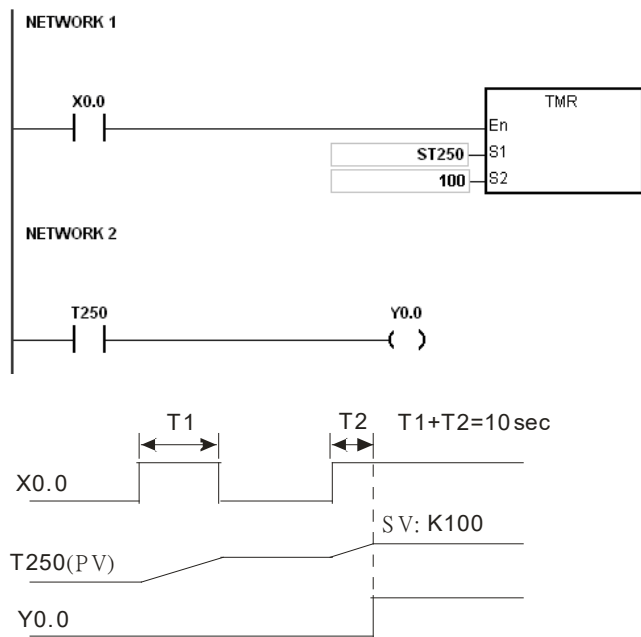 NETWORK 1
X0.0
TMR
En
ST250 S1
100 S2
NETWORK 2
T250 Y0.0
T1 T2 T1+T2=10sec
X0.0
SV: K100
T250(PV)
Y0.0